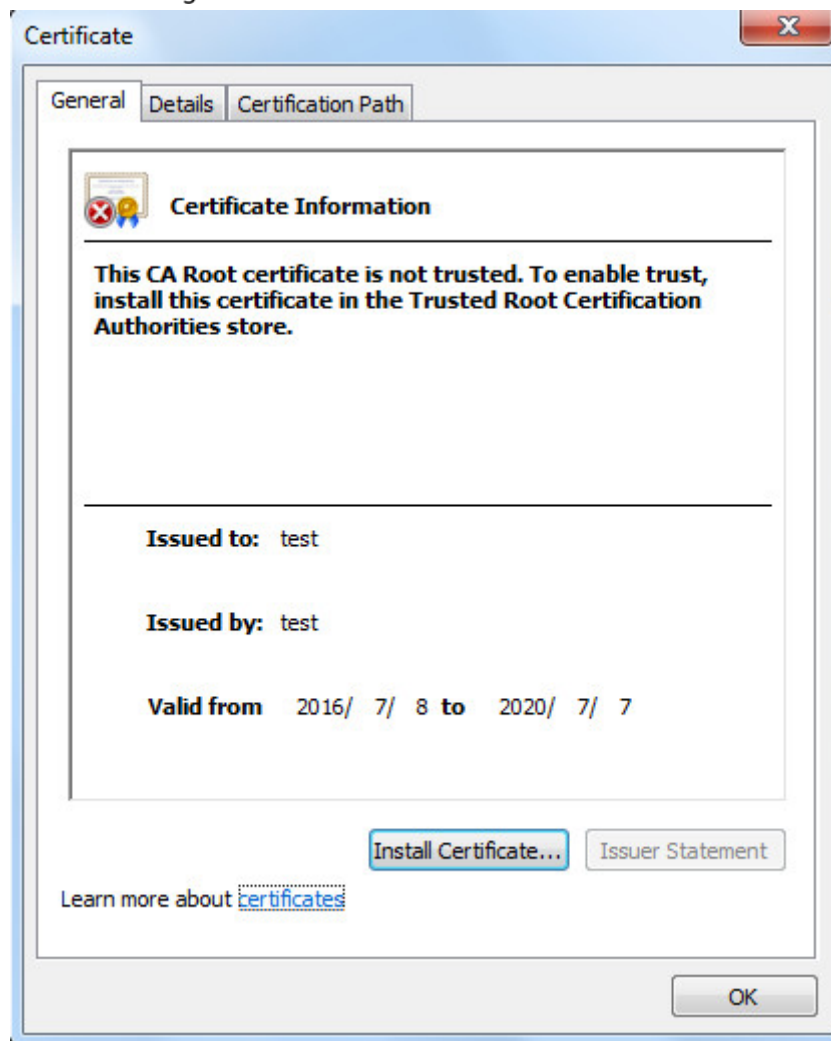 Certificate
General Details Certification Path
Certificate Information
This CA Root certificate is not trusted. To enable trust,
install this certificate in the Trusted Root Certification
Authorities store.
Issued to: test
Issued by: test
Valid from 2016/ 7/ 8 to 2020/ 7/ 7
Install Certificate... Issuer Statement
Learn more about certificates
OK